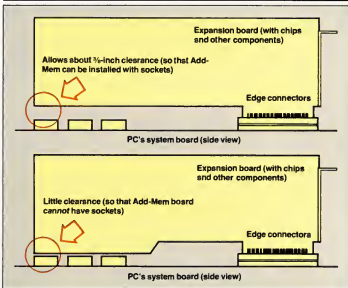 Expansion board (with chips
and other components)
Allows about ⅜-inch clearance (so that Add-
Mem can be installed with sockets)
Edge connectors
PC's system board (side view)
Expansion board (with chips
and other components)
Little clearance (so that Add-Mem board
cannot have sockets)
Edge connectors
PC's system board (side view)